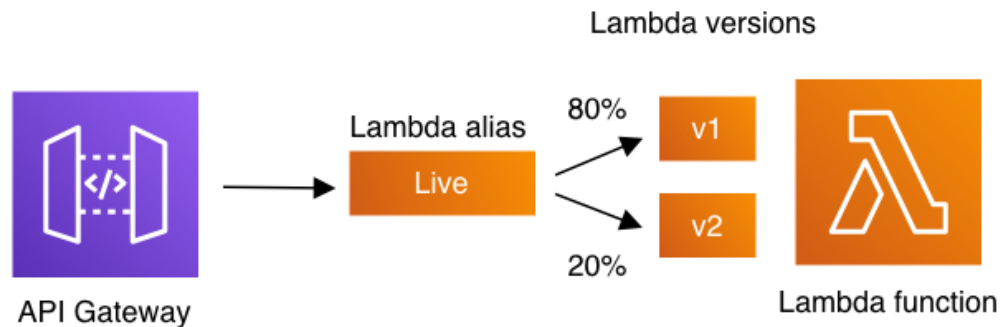 Lambda versions
Lambda alias
80%
v1
</>
Live
v2
20%
API Gateway
Lambda function